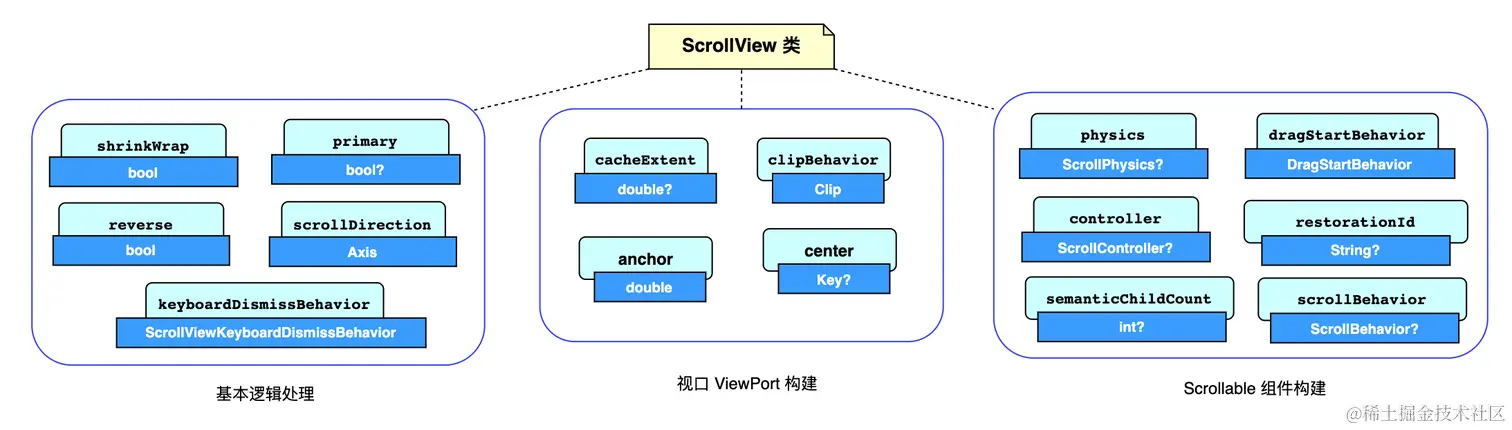 ScrollView 类
shrinkWrap
bool
primary
bool?
reverse
bool
scrollDirection
Axis
keyboardDismissBehavior
ScrollViewKeyboardDismissBehavior
基本逻辑处理
cacheExtent
double?
clipBehavior
Clip
anchor
double
center
Key?
视口 ViewPort 构建
physics
ScrollPhysics?
dragStartBehavior
DragStartBehavior
controller
ScrollController?
restorationId
String?
semanticChildCount
int?
scrollBehavior
ScrollBehavior?
Scrollable 组件构建
@稀土掘金技术社区